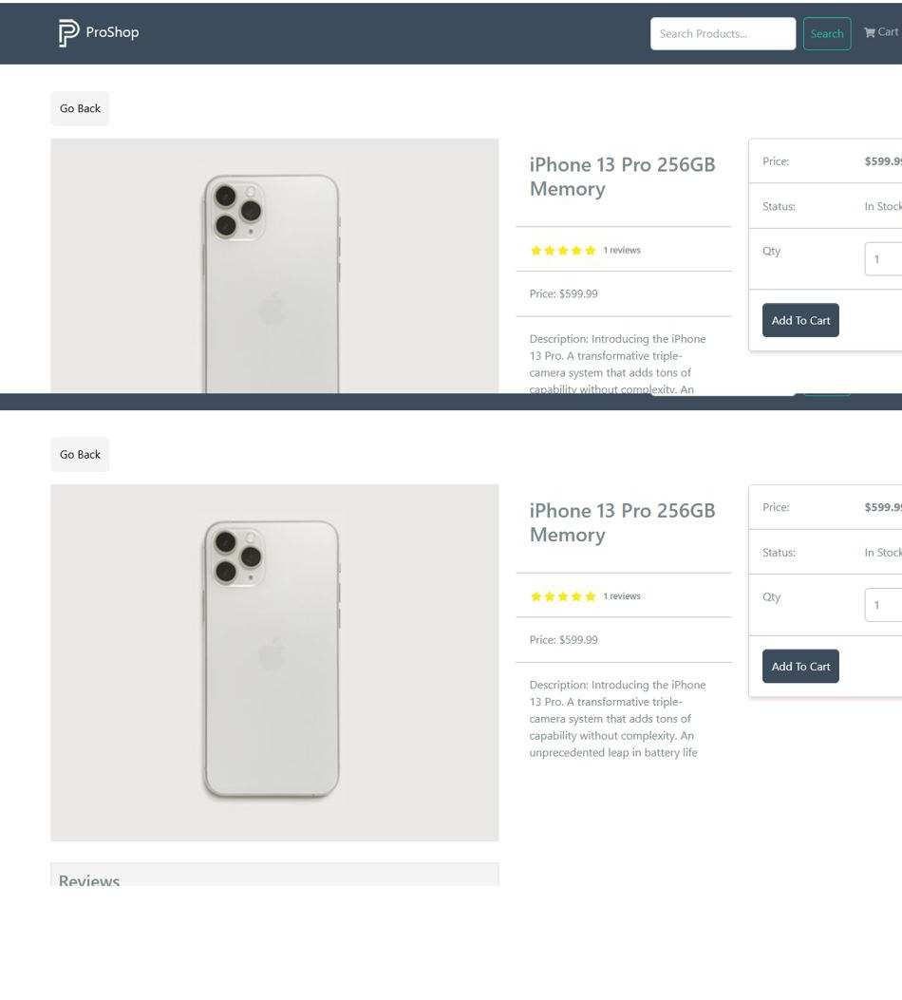 ProShop
Search Products...
Search
Cart
Go Back
iPhone 13 Pro 256GB
Memory
1 reviews
Price: $599.99
Description: Introducing the iPhone
13 Pro. A transformative triple-
camera system that adds tons of
capability without complexity. An
Price: $599.9
Status: In Stock
Qty 1
Add To Cart
Go Back
iPhone 13 Pro 256GB
Memory
1 reviews
Price: $599.99
Description: Introducing the iPhone
13 Pro. A transformative triple-
camera system that adds tons of
capability without complexity. An
unprecedented leap in battery life
Price: $599.9
Status: In Stock
Qty 1
Add To Cart
Reviews